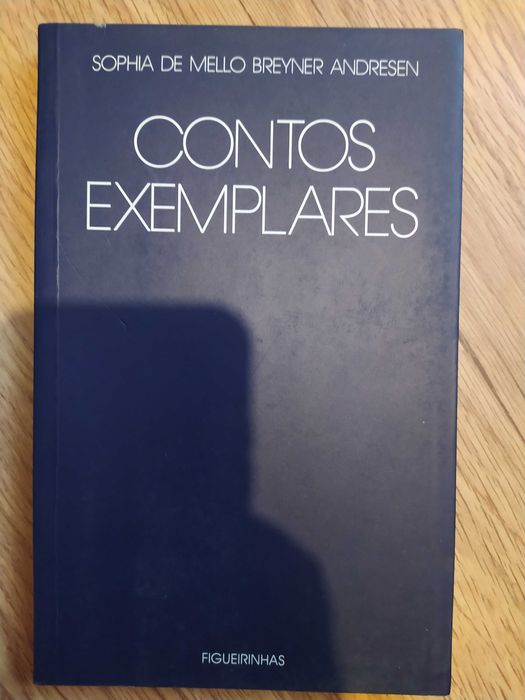 SOPHIA DE MELLO BREYNER ANDRESEN
CONTOS
EXEMPLARES
FIGUEIRINHAS